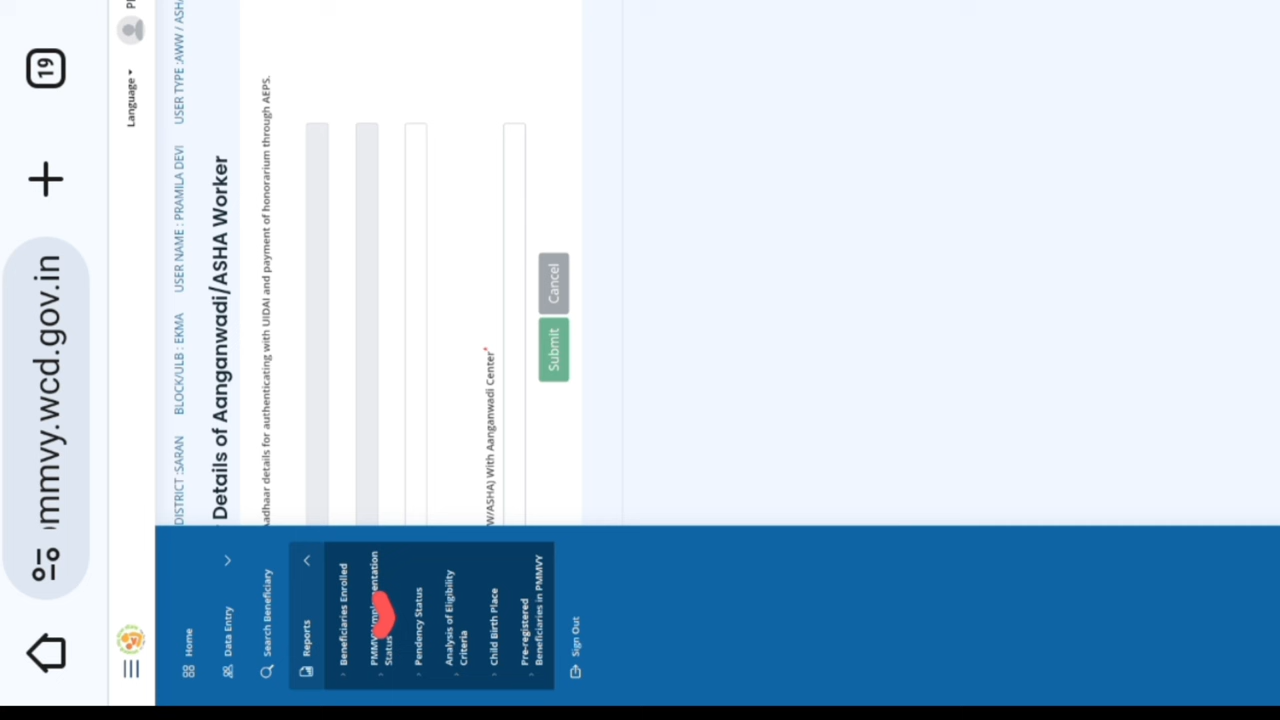 mmvy.wcd.gov.in
19
Language
DISTRICT :SARAN BLOCK/ULB : EKMA USER NAME : PRAMILA DEVI USER TYPE :AWW / ASHA
Details of Aanganwadi/ASHA Worker
Aadhaar details for authenticating with UIDAI and payment of honorarium through AEPS.
W/ASHA) With Aanganwadi Center*
Submit Cancel
Home
Data Entry
Search Beneficiary
Reports
Beneficiaries Enrolled
PMMVY Implementation
Status
Pendency Status
Analysis of Eligibility
Criteria
Child Birth Place
Pre-registered
Beneficiaries in PMMVY
Sign Out